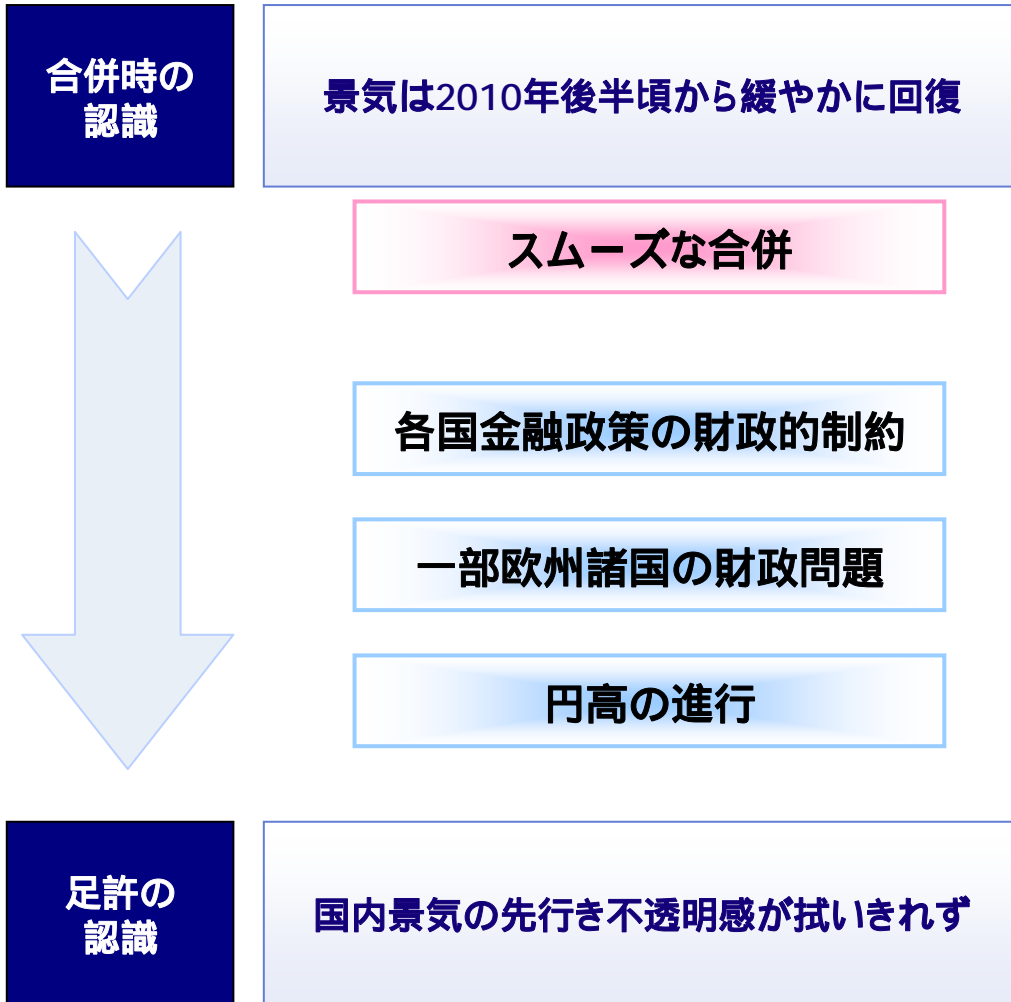 合併時の
認識
景気は2010年後半頃から緩やかに回復
スムーズな合併
各国金融政策の財政的制約
一部欧州諸国の財政問題
円高の進行
足許の
認識
国内景気の先行き不透明感が拭いきれず